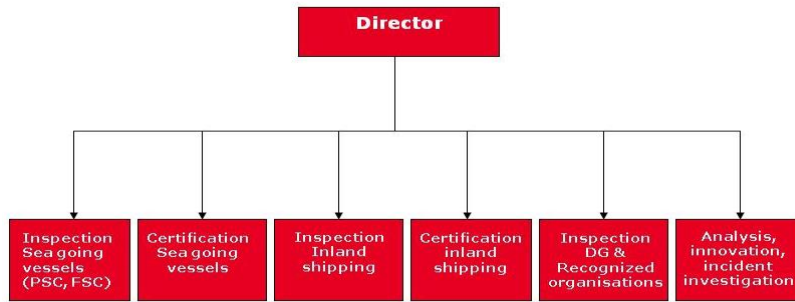 Director
Inspection
Sea going
vessels
(PSC, FSC)
Certification
Sea going
vessels
Inspection
Inland
shipping
Certification
inland
shipping
Inspection
DG &
Recognized
organisations
Analysis,
innovation,
incident
investigation